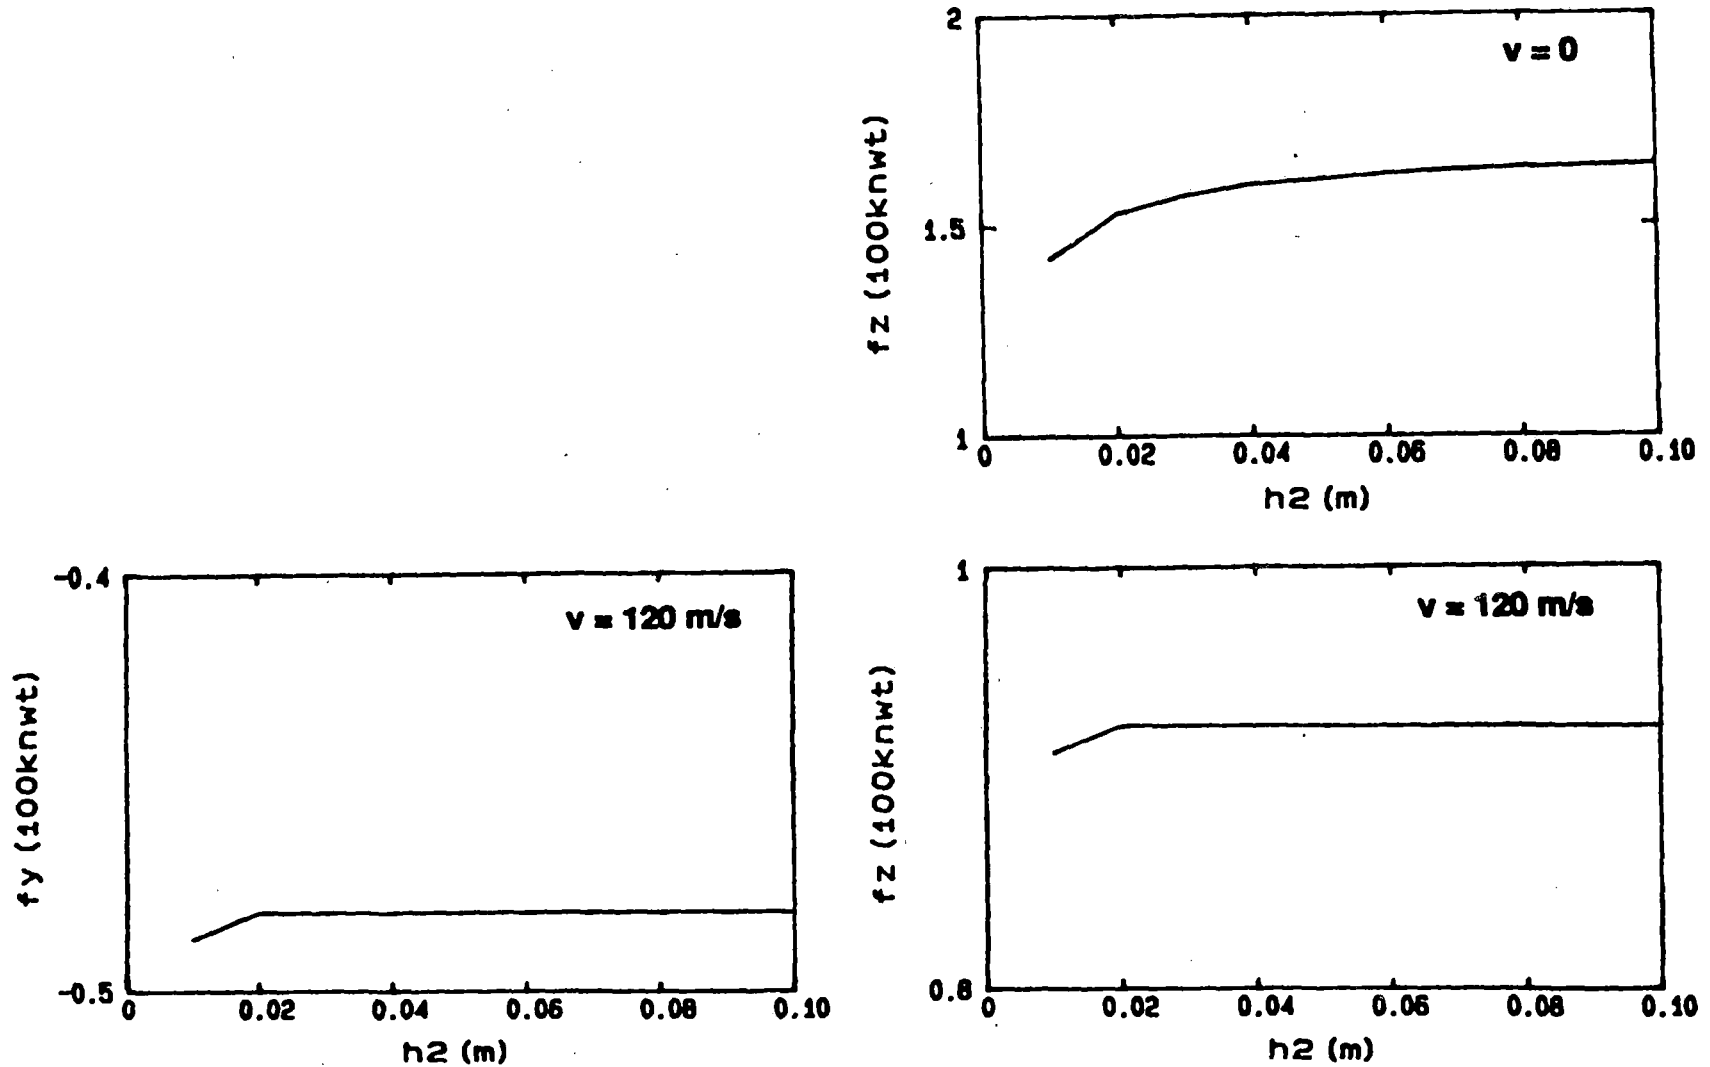 2
v = 0
fz (100knwt)
1.5
1
0 0.02 0.04 0.06 0.08 0.10
h2 (m)
-0.4
v = 120 m/s
fy (100knwt)
-0.5
0 0.02 0.04 0.06 0.08 0.10
h2 (m)
1
v = 120 m/s
fz (100knwt)
0.8
0 0.02 0.04 0.06 0.08 0.10
h2 (m)